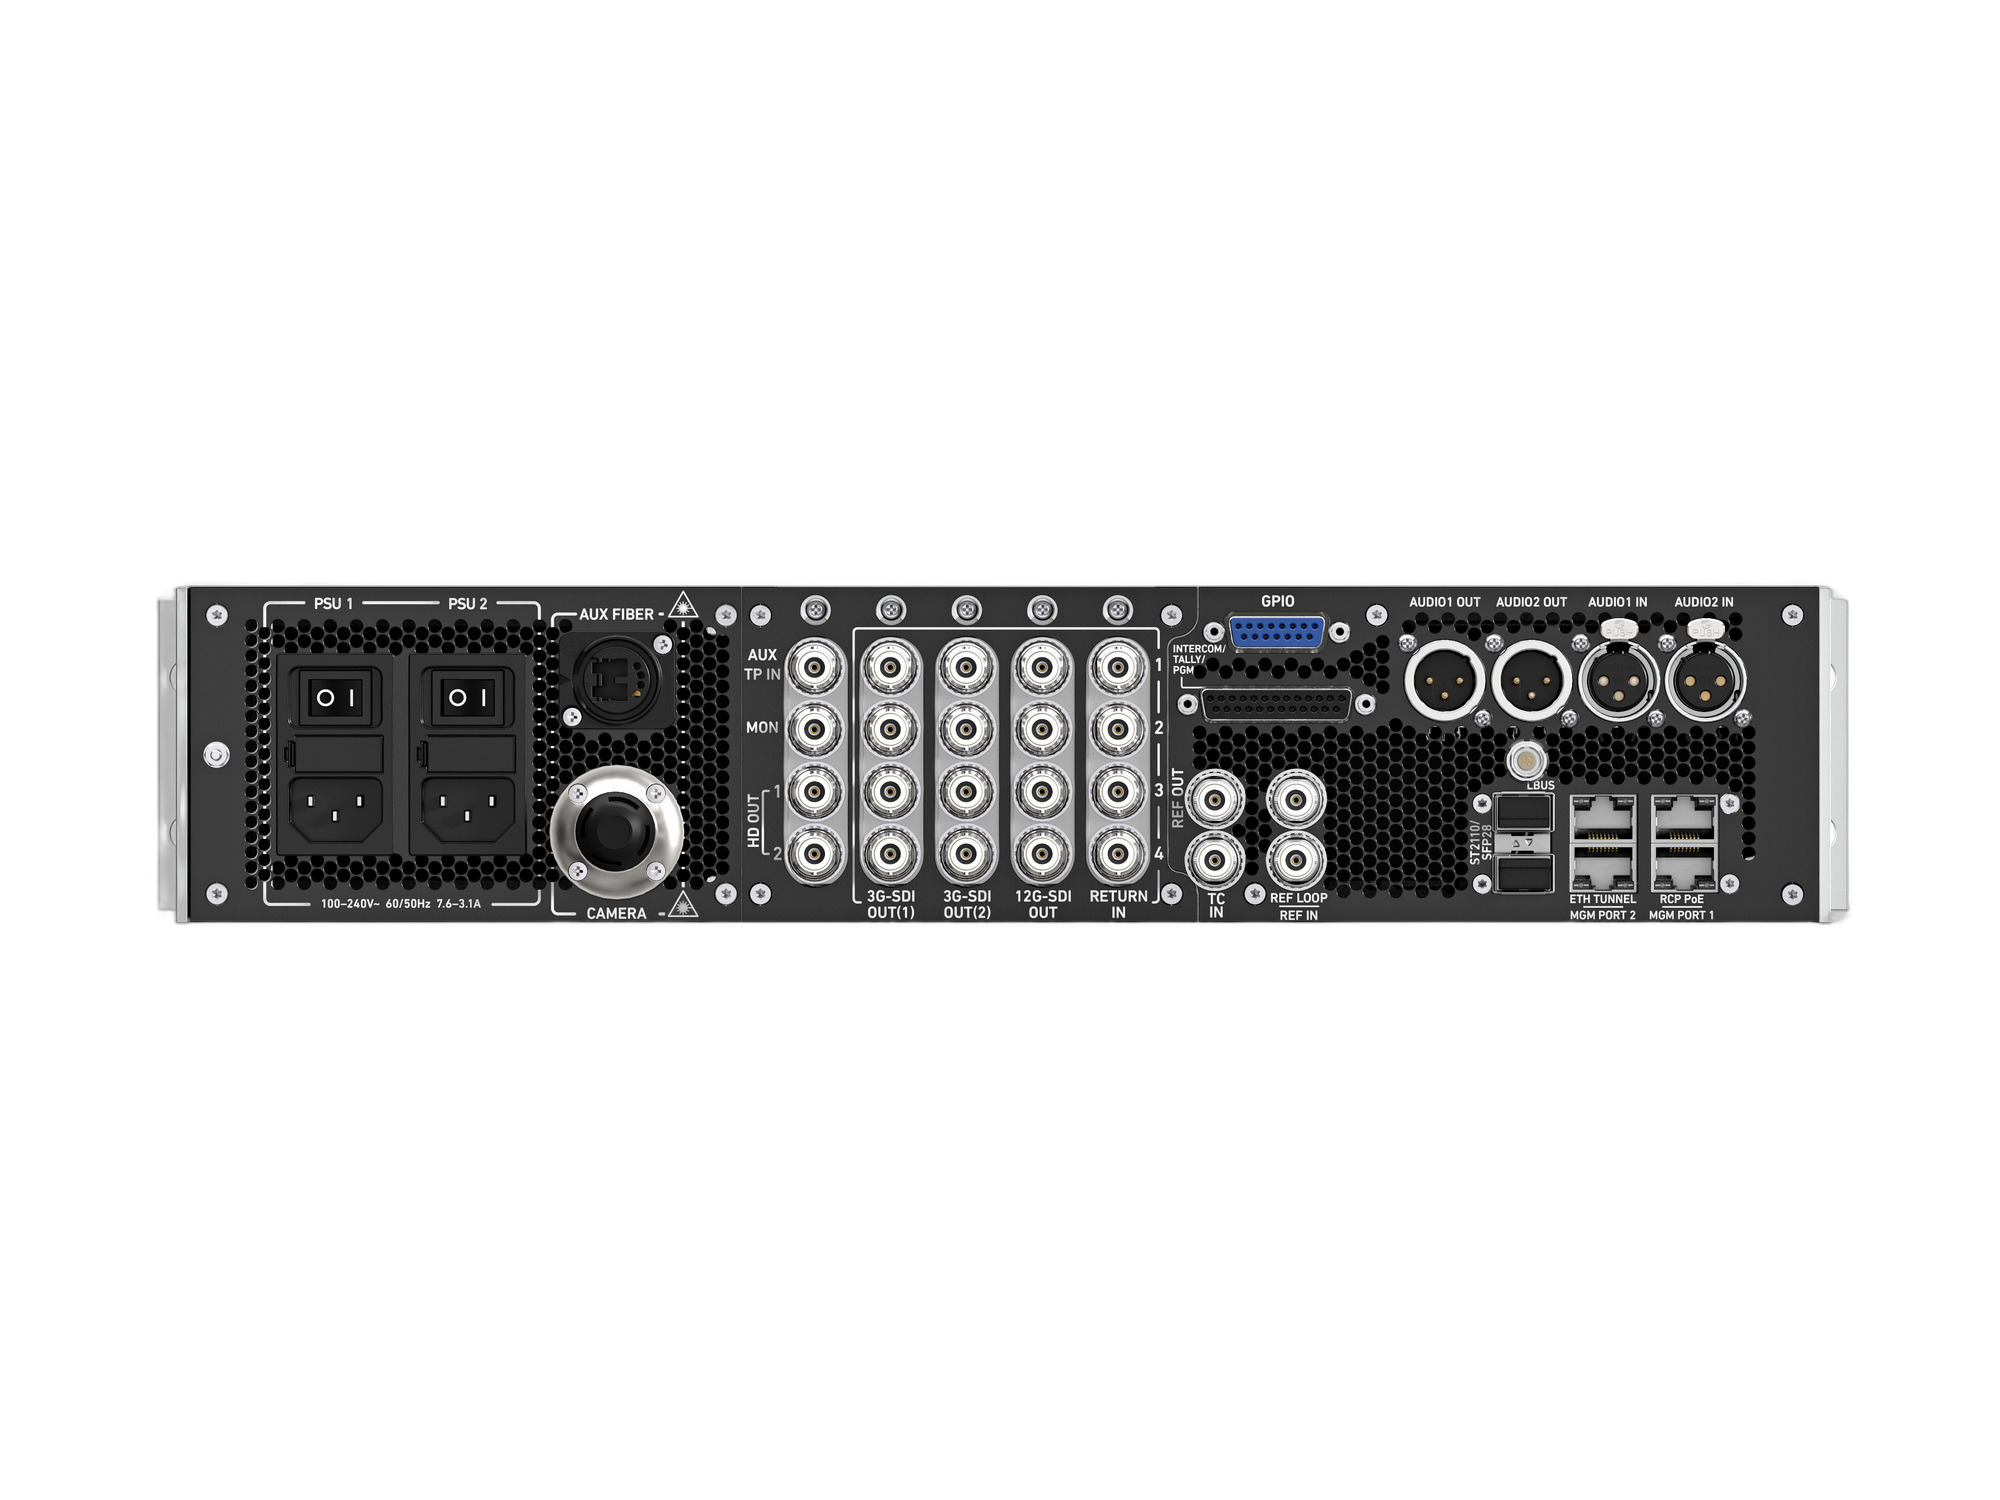 PSU 1
PSU 2
100–240V~ 60/50Hz 7.6–3.1A
AUX FIBER
CAMERA
AUX
TP IN
MON
HD OUT
1
2
1
2
3
4
3G-SDI
OUT(1)
3G-SDI
OUT(2)
12G-SDI
OUT
RETURN
IN
GPIO
INTERCOM/
TALLY/
PGM
REF OUT
TC
IN
REF LOOP
REF IN
AUDIO1 OUT
AUDIO2 OUT
AUDIO1 IN
AUDIO2 IN
PUSH
PUSH
LBUS
ST2110/
SFP28
ETH TUNNEL
MGM PORT 2
RCP PoE
MGM PORT 1